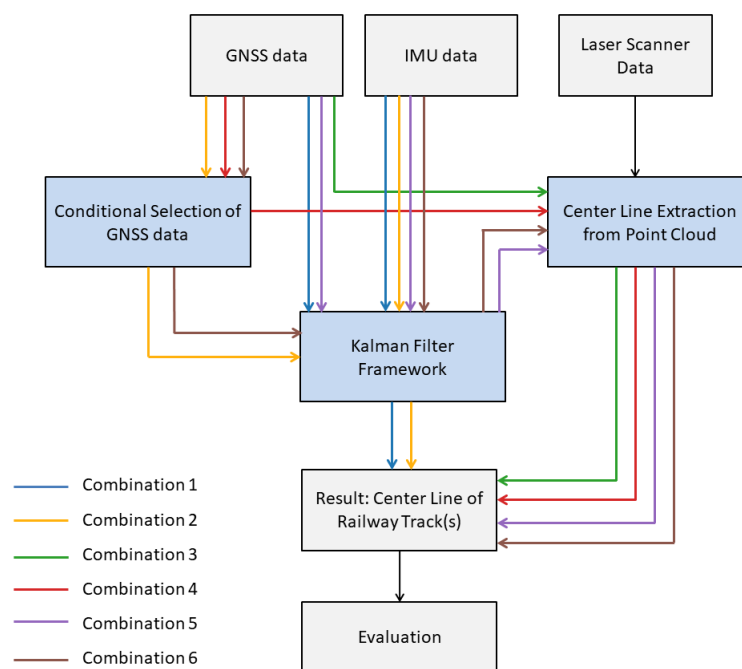 GNSS data
IMU data
Laser Scanner
Data
Conditional Selection of
GNSS data
Center Line Extraction
from Point Cloud
Kalman Filter
Framework
Result: Center Line of
Railway Track(s)
Evaluation
Combination 1
Combination 2
Combination 3
Combination 4
Combination 5
Combination 6